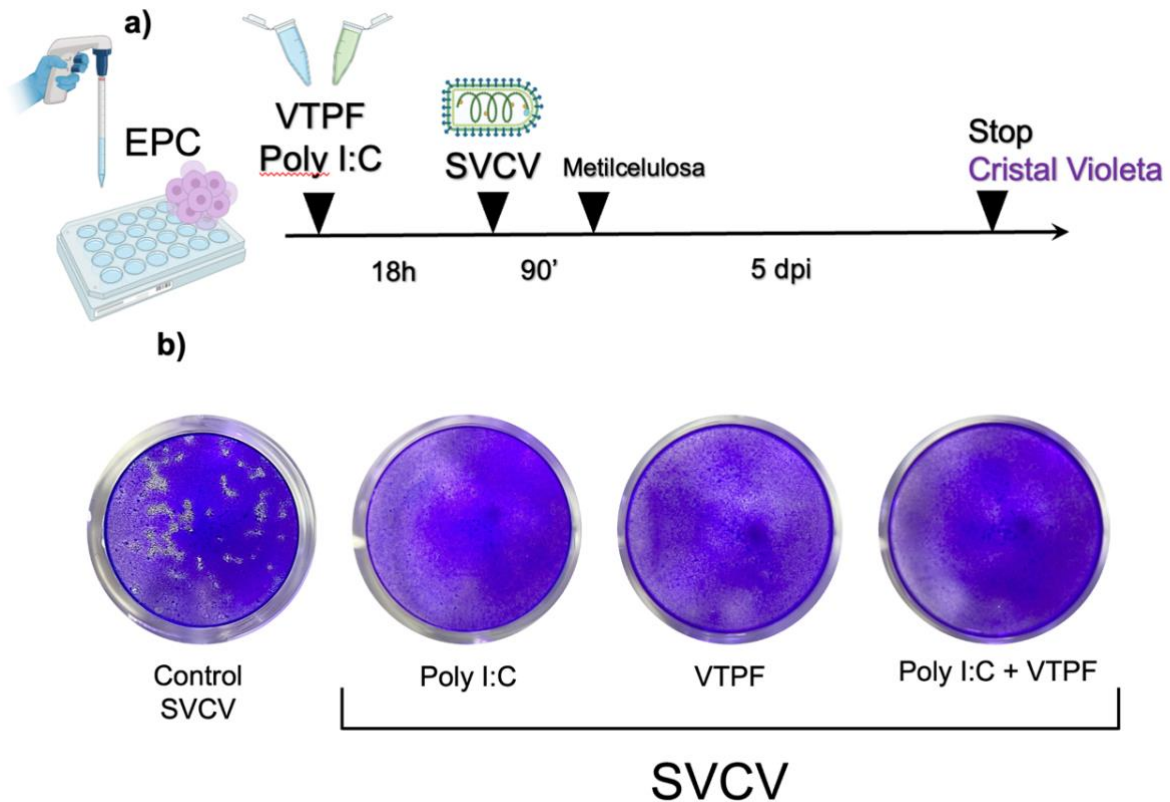 a)
EPC
VTPF
Poly I:C
SVCV
Metilcelulosa
Stop
Cristal Violeta
18h
90’
5 dpi
b)
Control
SVCV
Poly I:C
VTPF
Poly I:C + VTPF
SVCV